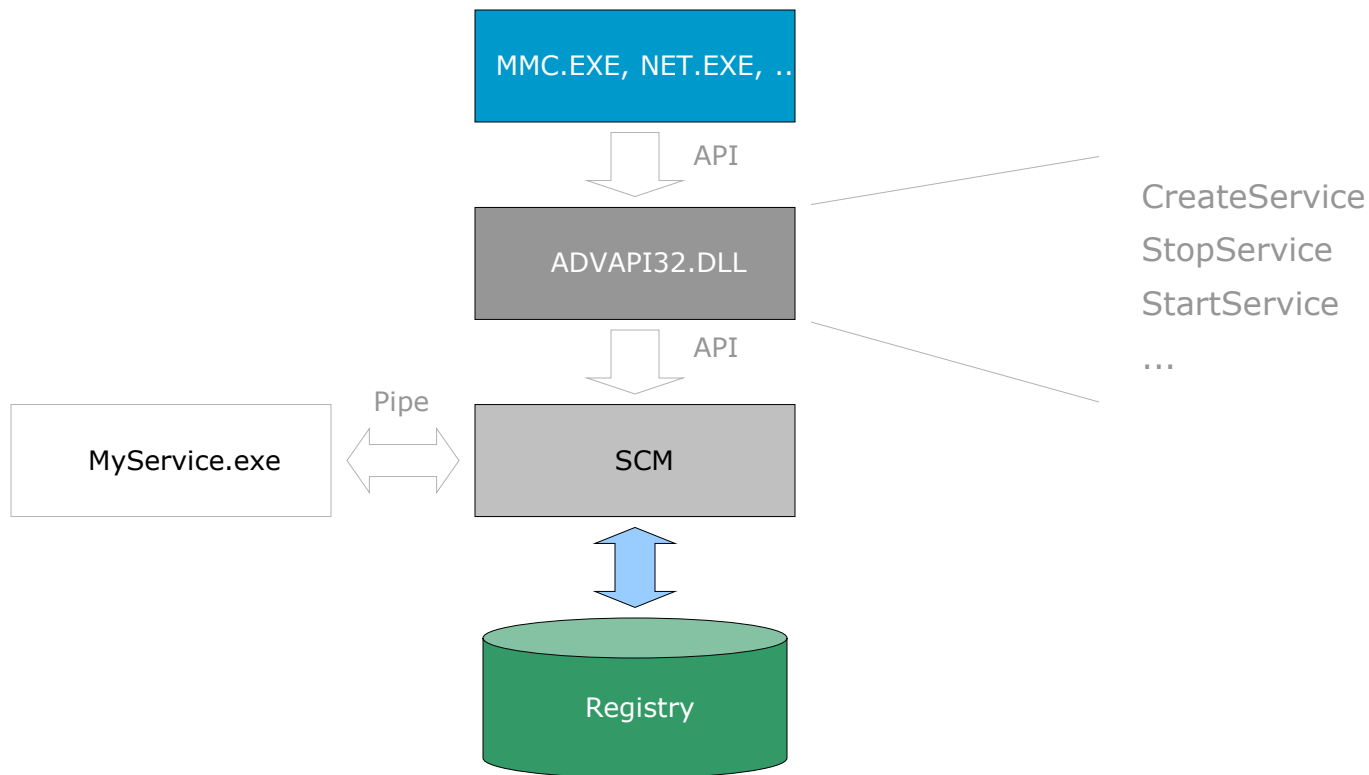 MMC.EXE, NET.EXE, ..
API
ADVAPI32.DLL
CreateService
StopService
StartService
...
API
Pipe
MyService.exe
SCM
Registry